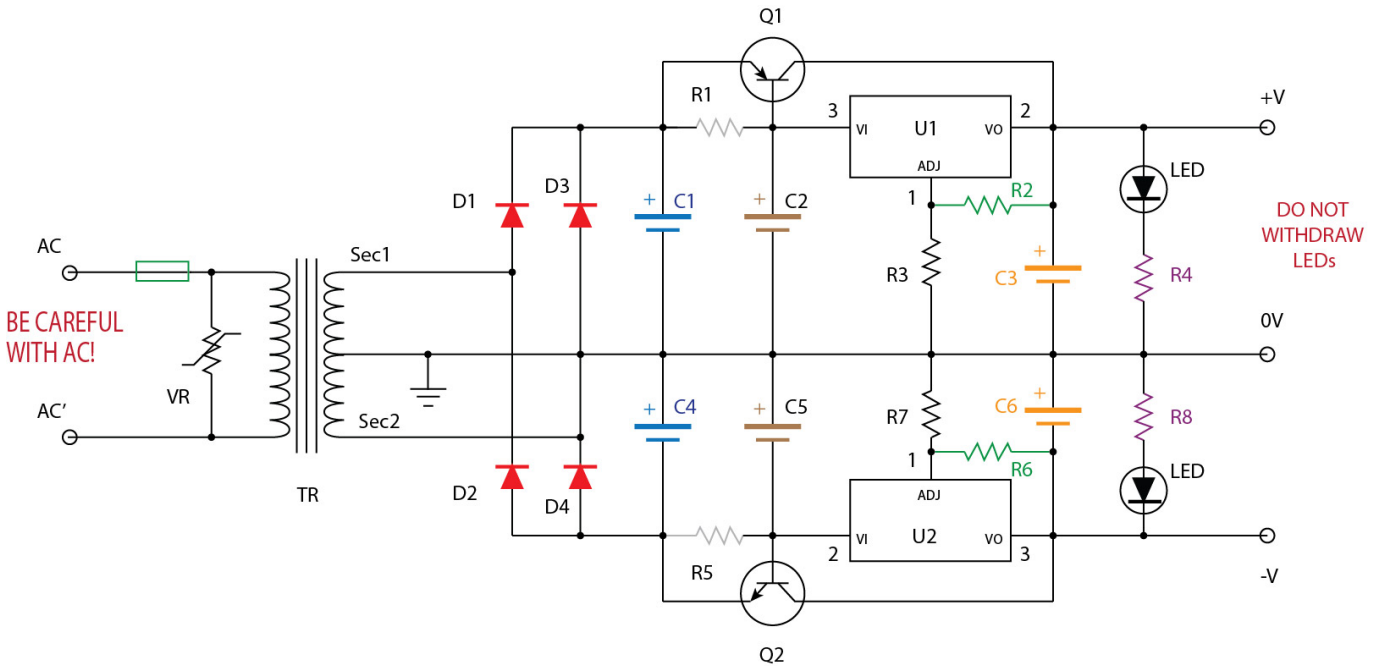 Q1
R1
3
VI
U1
VO
2
+V
ADJ
LED
D1
D3
+
C1
+
C2
1
R2
DO NOT
WITHDRAW
LEDs
AC
Sec1
R3
+
C3
R4
BE CAREFUL
WITH AC!
0V
VR
AC'
Sec2
+
C4
+
C5
R7
+
C6
R8
1
R6
LED
D2
D4
TR
ADJ
VI
U2
VO
2
3
R5
-V
Q2